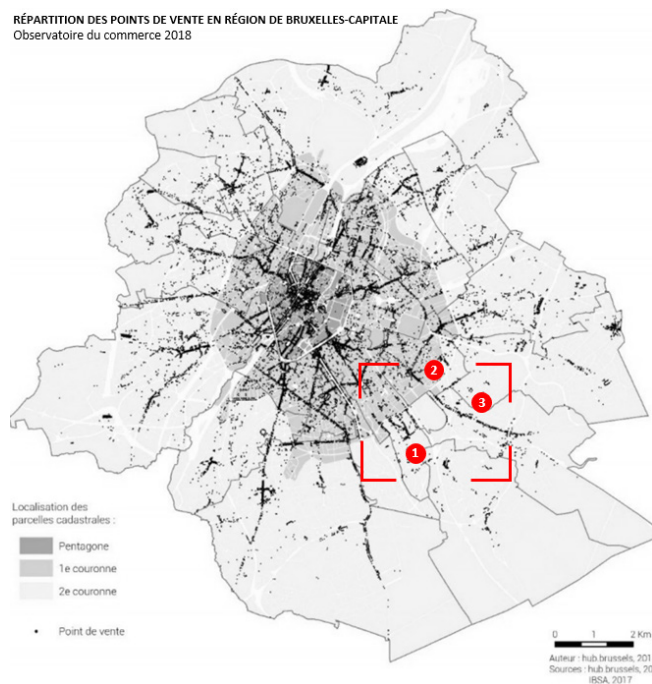 RÉPARTITION DES POINTS DE VENTE EN RÉGION DE BRUXELLES-CAPITALE
Observatoire du commerce 2018
2
3
1
Localisation des
parcelles cadastrales :
Pentagone
1e couronne
2e couronne
Point de vente
0 1 2 Km
Auteur : hub.brussels, 201
Sources : hub.brussels, 20
IBSA, 2017